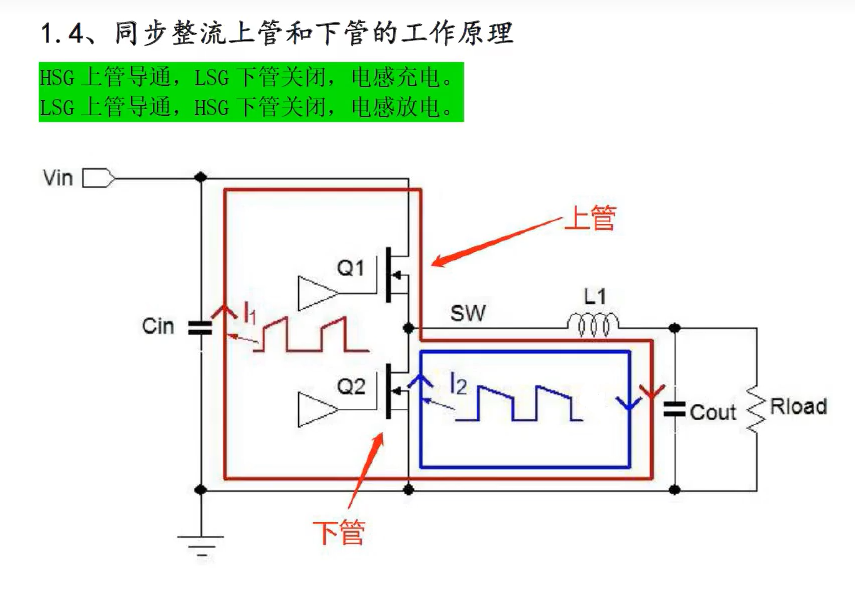 1.4、同步整流上管和下管的工作原理
HSG 上管导通，LSG 下管关闭，电感充电。
LSG 上管导通，HSG 下管关闭，电感放电。
Vin
上管
Q1
L1
SW
I1
Cin
Q2
I2
Cout
Rload
下管